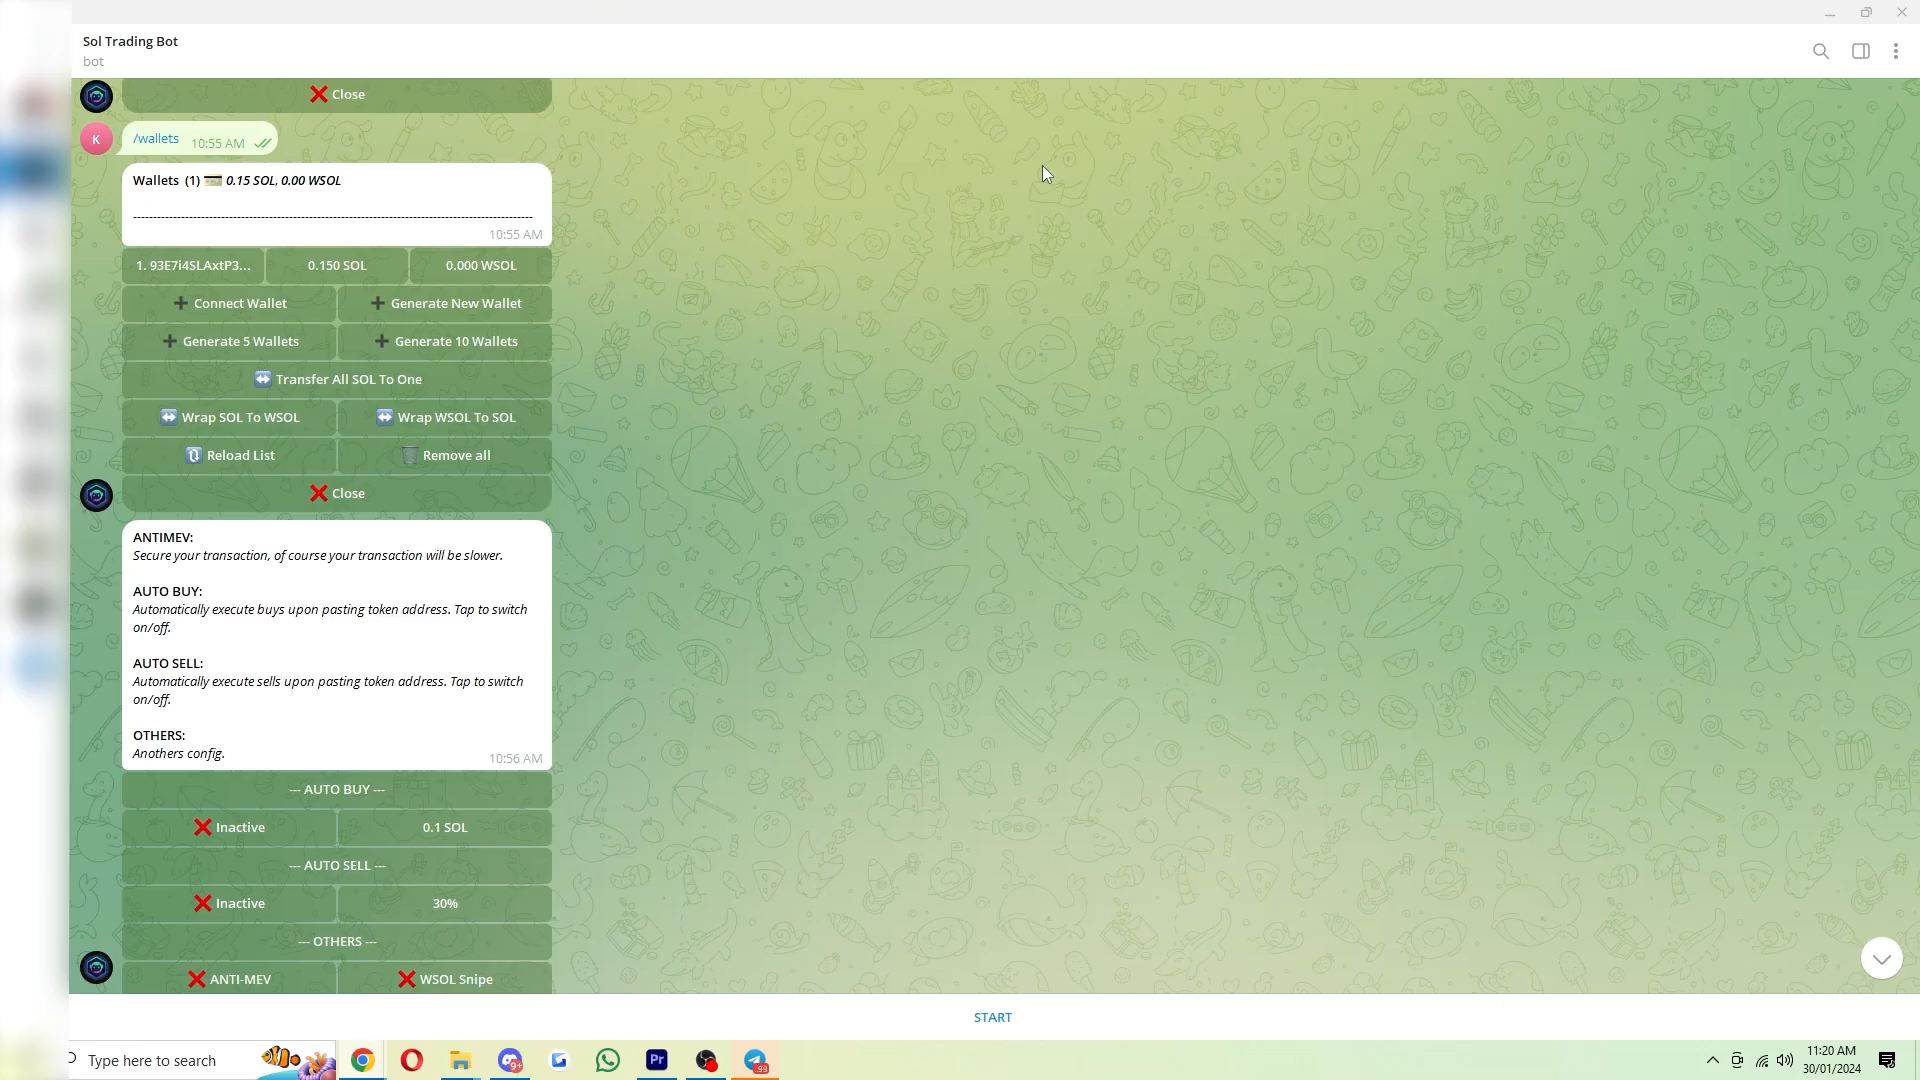 Sol Trading Bot
bot
❌ Close
K
/wallets 10:55 AM
Wallets (1) 💳 0.15 SOL, 0.00 WSOL
--------------------------------------------------------------------------------------------------
10:55 AM
1. 93E7i4SLAxtP3... 0.150 SOL 0.000 WSOL
➕ Connect Wallet ➕ Generate New Wallet
➕ Generate 5 Wallets ➕ Generate 10 Wallets
↔️ Transfer All SOL To One
↔️ Wrap SOL To WSOL ↔️ Wrap WSOL To SOL
🔃 Reload List 🗑️ Remove all
❌ Close
ANTIMEV:
Secure your transaction, of course your transaction will be slower.
AUTO BUY:
Automatically execute buys upon pasting token address. Tap to switch
on/off.
AUTO SELL:
Automatically execute sells upon pasting token address. Tap to switch
on/off.
OTHERS:
Anothers config.
10:56 AM
--- AUTO BUY ---
❌ Inactive 0.1 SOL
--- AUTO SELL ---
❌ Inactive 30%
--- OTHERS ---
❌ ANTI-MEV ❌ WSOL Snipe
START
Type here to search
9+
Pr
99
11:20 AM
30/01/2024